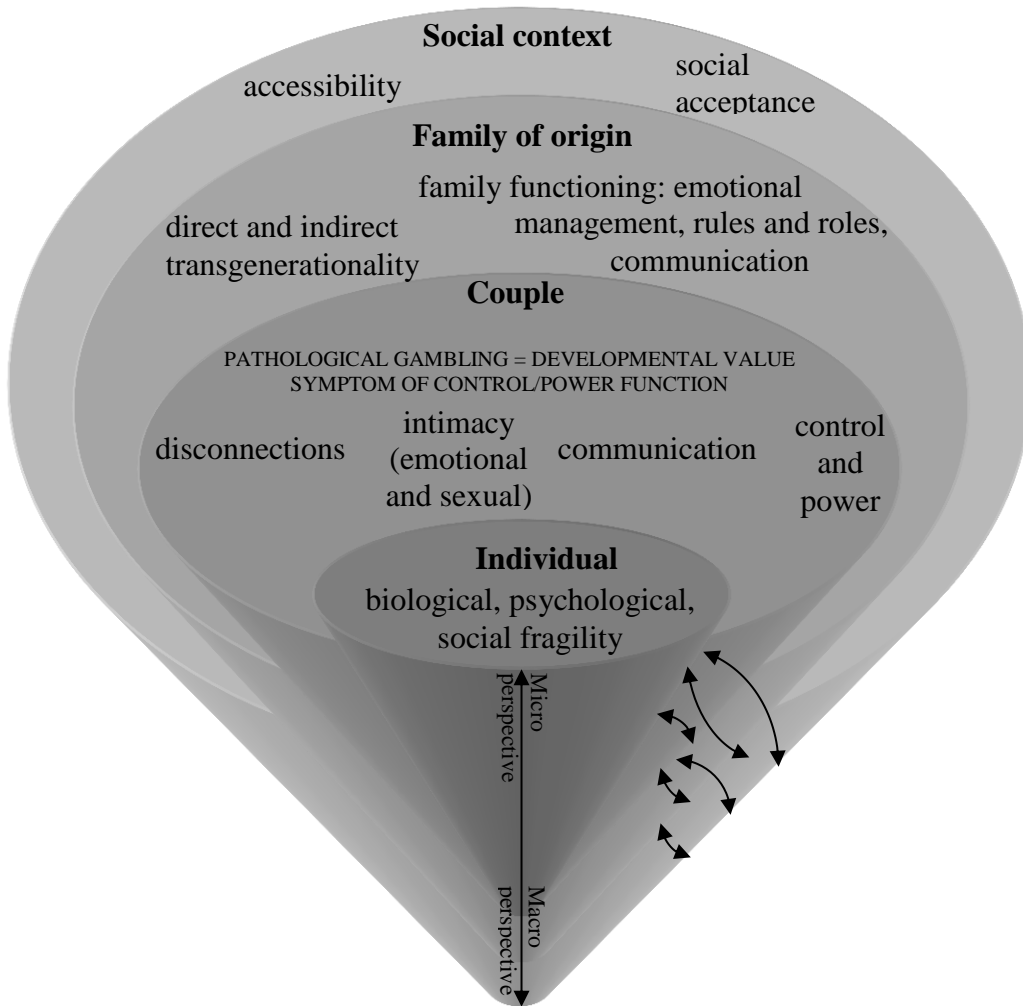 Social context
accessibility
social
acceptance
Family of origin
direct and indirect
transgenerationality
family functioning: emotional
management, rules and roles,
communication
Couple
PATHOLOGICAL GAMBLING = DEVELOPMENTAL VALUE
SYMPTOM OF CONTROL/POWER FUNCTION
disconnections
intimacy
(emotional
and sexual)
communication
control
and
power
Individual
biological, psychological,
social fragility
Micro
perspective
Macro
perspective